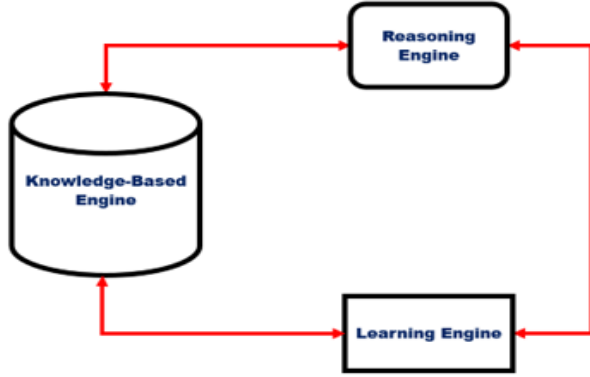 Reasoning
Engine
Knowledge-Based
Engine
Learning Engine